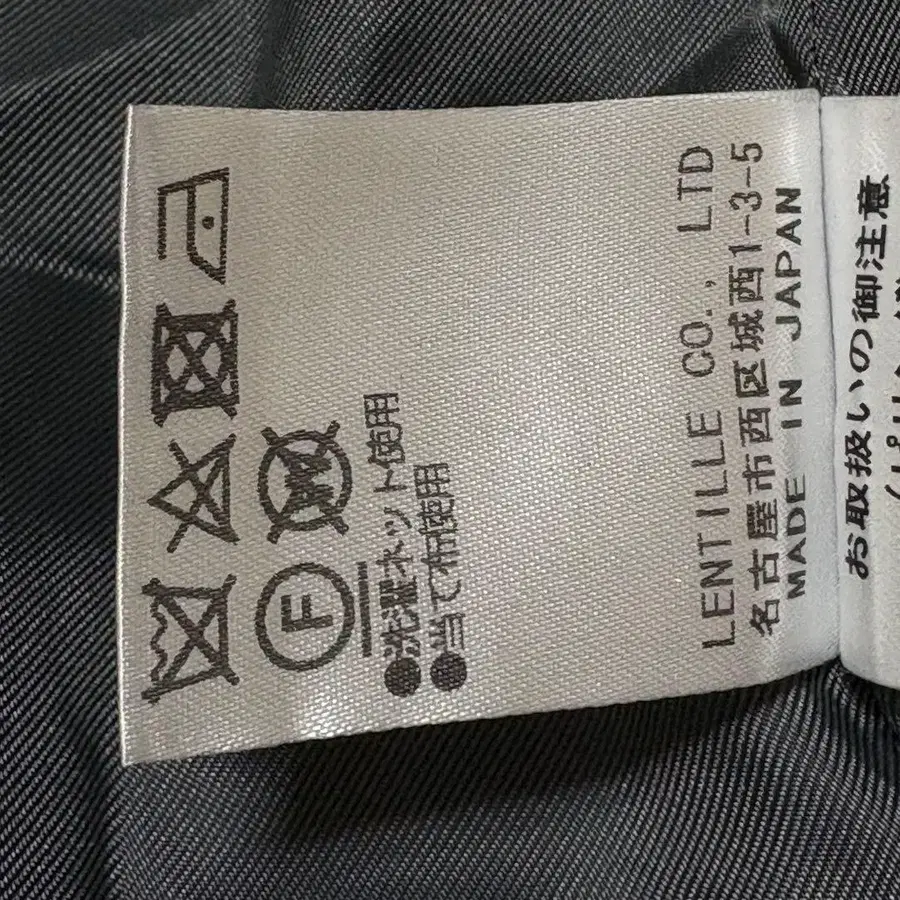 F
W
●洗濯ネット使用
●当て布使用
LENTILLE CO., LTD
名古屋市西区城西1-3-5
MADE IN JAPAN
お取扱いの御注意